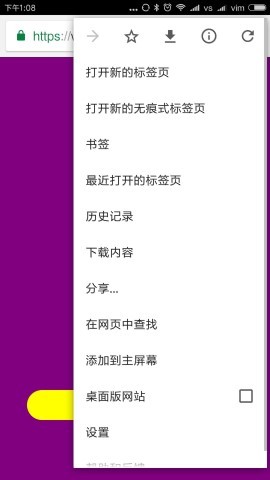 下午1:08 ... vs vim
https://
打开新的标签页
打开新的无痕式标签页
书签
最近打开的标签页
历史记录
下载内容
分享...
在网页中查找
添加到主屏幕
桌面版网站
设置